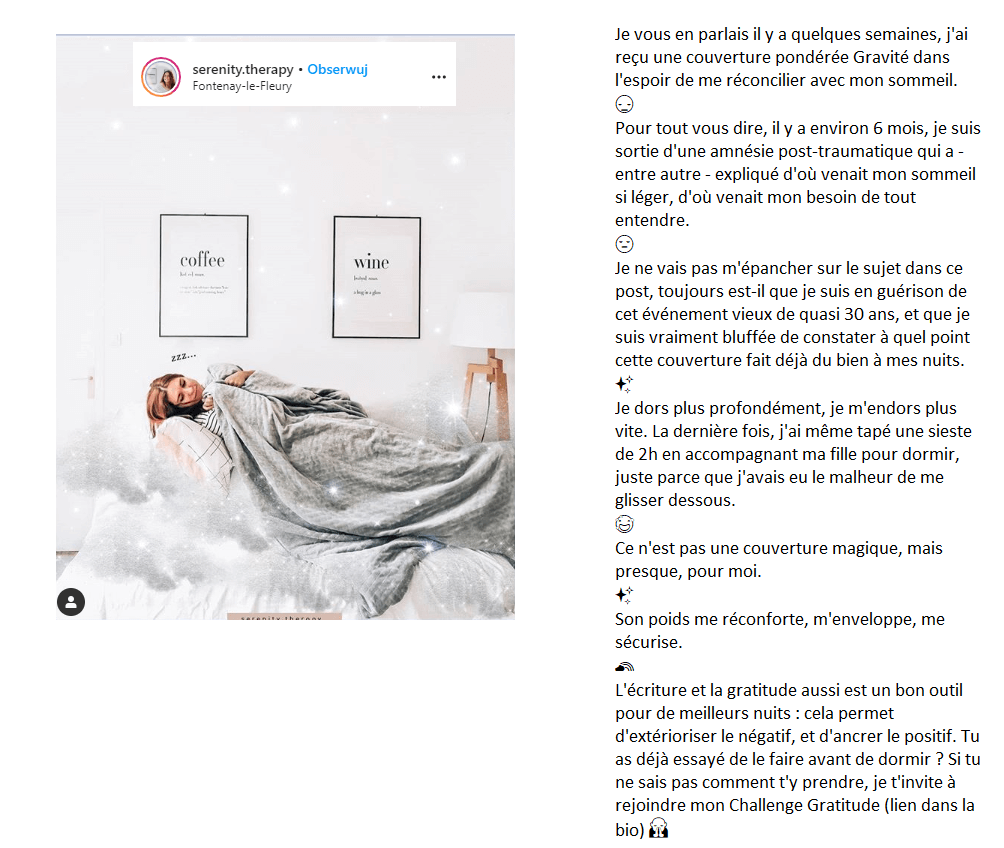 serenity.therapy • Obserwuj
Fontenay-le-Fleury
coffee
wine
a hug in a glass
zzz...
serenity.therapy
Je vous en parlais il y a quelques semaines, j'ai
reçu une couverture pondérée Gravité dans
l'espoir de me réconcilier avec mon sommeil.
Pour tout vous dire, il y a environ 6 mois, je suis
sortie d'une amnésie post-traumatique qui a -
entre autre - expliqué d'où venait mon sommeil
si léger, d'où venait mon besoin de tout
entendre.
Je ne vais pas m'épancher sur le sujet dans ce
post, toujours est-il que je suis en guérison de
cet événement vieux de quasi 30 ans, et que je
suis vraiment bluffée de constater à quel point
cette couverture fait déjà du bien à mes nuits.
Je dors plus profondément, je m'endors plus
vite. La dernière fois, j'ai même tapé une sieste
de 2h en accompagnant ma fille pour dormir,
juste parce que j'avais eu le malheur de me
glisser dessous.
Ce n'est pas une couverture magique, mais
presque, pour moi.
Son poids me réconforte, m'enveloppe, me
sécurise.
L'écriture et la gratitude aussi est un bon outil
pour de meilleurs nuits : cela permet
d'extérioriser le négatif, et d'ancrer le positif. Tu
as déjà essayé de le faire avant de dormir ? Si tu
ne sais pas comment t'y prendre, je t'invite à
rejoindre mon Challenge Gratitude (lien dans la
bio)